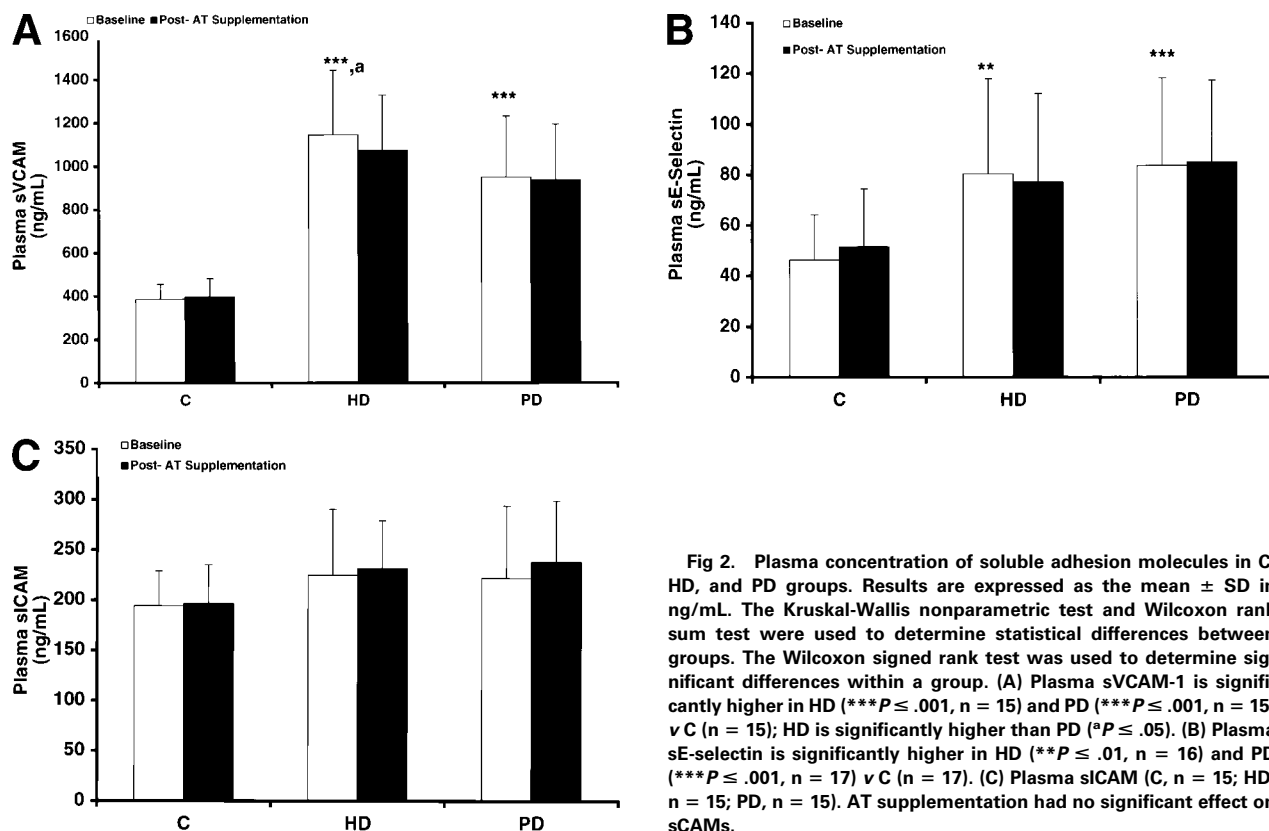 A
Baseline Post- AT Supplementation
Plasma sVCAM
(ng/mL)
1600
1400
1200
1000
800
600
400
200
0
***,a
***
C HD PD
B
Baseline
Post- AT Supplementation
Plasma sE-Selectin
(ng/mL)
140
120
100
80
60
40
20
0
**
***
C HD PD
C
Baseline
Post- AT Supplementation
Plasma sICAM
(ng/mL)
350
300
250
200
150
100
50
0
C HD PD
Fig 2. Plasma concentration of soluble adhesion molecules in C
HD, and PD groups. Results are expressed as the mean ± SD in
ng/mL. The Kruskal-Wallis nonparametric test and Wilcoxon rank
sum test were used to determine statistical differences between
groups. The Wilcoxon signed rank test was used to determine sig-
nificant differences within a group. (A) Plasma sVCAM-1 is signifi
cantly higher in HD (***P ≤ .001, n = 15) and PD (***P ≤ .001, n = 15
v C (n = 15); HD is significantly higher than PD (ᵃP ≤ .05). (B) Plasma
sE-selectin is significantly higher in HD (**P ≤ .01, n = 16) and PD
(***P ≤ .001, n = 17) v C (n = 17). (C) Plasma sICAM (C, n = 15; HD
n = 15; PD, n = 15). AT supplementation had no significant effect on
sCAMs.